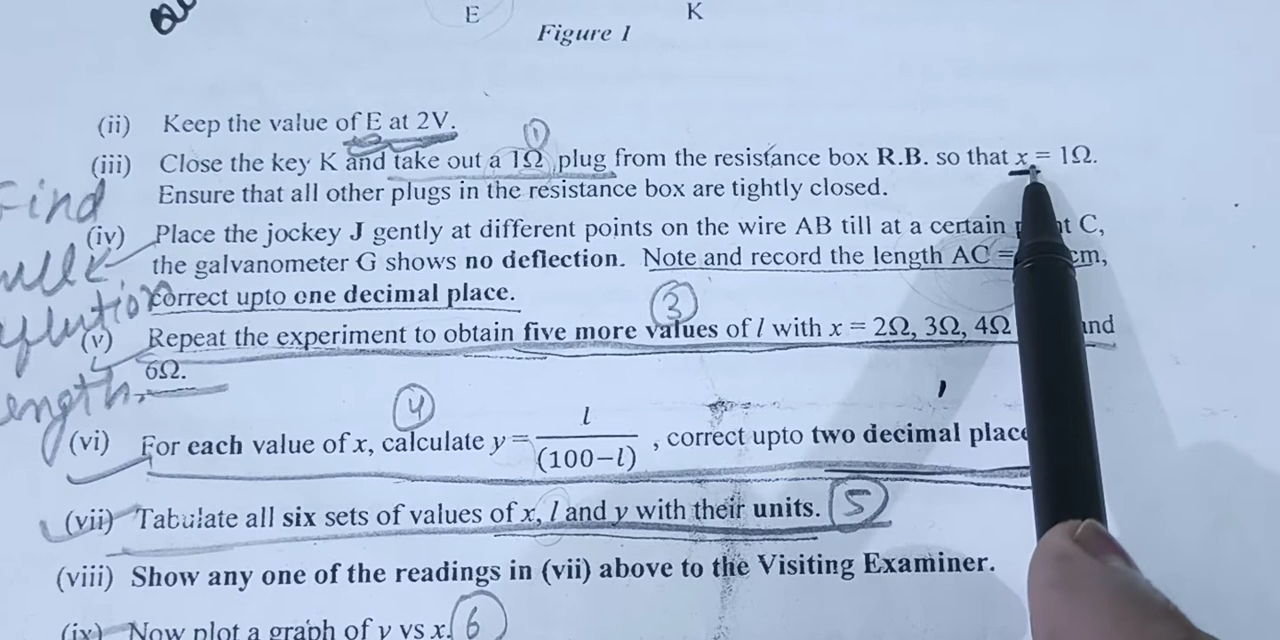 E K
Figure 1
(ii) Keep the value of E at 2V.
1
(iii) Close the key K and take out a 1Ω plug from the resistance box R.B. so that x = 1Ω.
Ensure that all other plugs in the resistance box are tightly closed.
Find
(iv) Place the jockey J gently at different points on the wire AB till at a certain C,
the galvanometer G shows no deflection. Note and record the length AC = cm,
correct upto one decimal place.
3
(v) Repeat the experiment to obtain five more values of l with x = 2Ω, 3Ω, 4Ω and
6Ω.
4
(vi) For each value of x, calculate y = l/(100–l), correct upto two decimal place
(vii) Tabulate all six sets of values of x, l and y with their units. 5
(viii) Show any one of the readings in (vii) above to the Visiting Examiner.
(ix) Now plot a graph of y vs x. 6